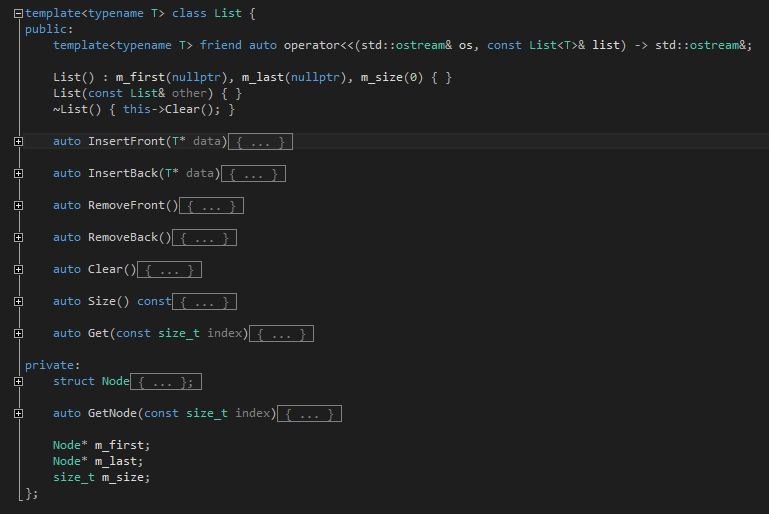 template<typename T> class List {
public:
    template<typename T> friend auto operator<<(std::ostream& os, const List<T>& list) -> std::ostream&;
    List() : m_first(nullptr), m_last(nullptr), m_size(0) { }
    List(const List& other) { }
    ~List() { this->Clear(); }
    auto InsertFront(T* data){ ... }
    auto InsertBack(T* data){ ... }
    auto RemoveFront(){ ... }
    auto RemoveBack(){ ... }
    auto Clear(){ ... }
    auto Size() const{ ... }
    auto Get(const size_t index){ ... }
private:
    struct Node{ ... };
    auto GetNode(const size_t index){ ... }
    Node* m_first;
    Node* m_last;
    size_t m_size;
};